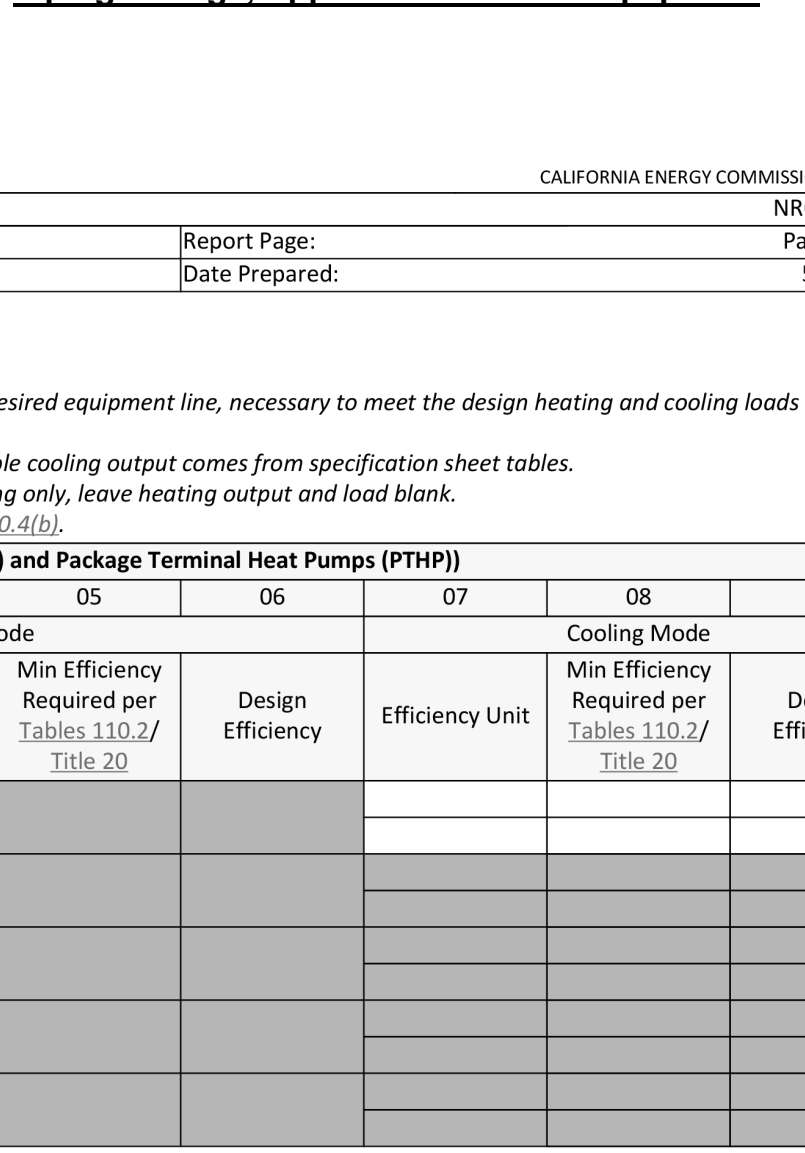 CALIFORNIA ENERGY COMMISSI
NR
Report Page:
Pa
Date Prepared:
esired equipment line, necessary to meet the design heating and cooling loads
le cooling output comes from specification sheet tables.
ng only, leave heating output and load blank.
0.4(b).
) and Package Terminal Heat Pumps (PTHP))
05 06 07 08
ode Cooling Mode
Min Efficiency Required per Tables 110.2/ Title 20
Design Efficiency
Efficiency Unit
Min Efficiency Required per Tables 110.2/ Title 20